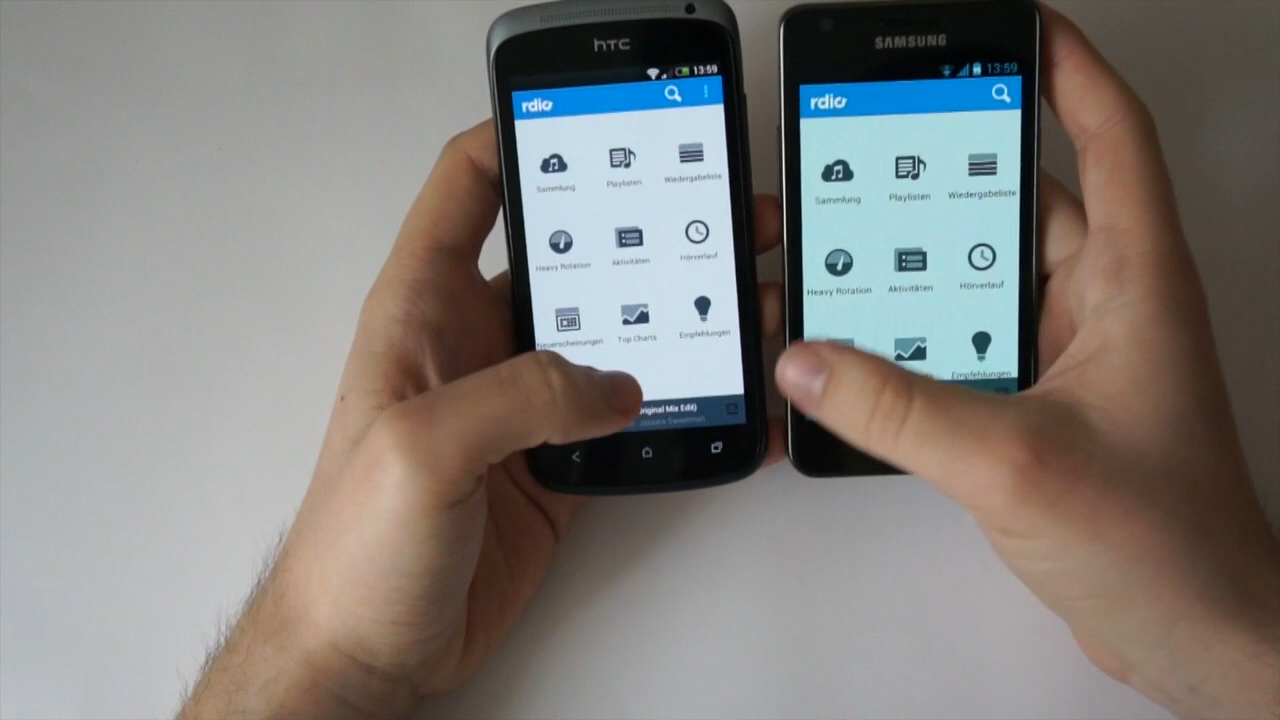 hTC
13:59
rdio
Sammlung
Playlisten
Wiedergabeliste
Heavy Rotation
Aktivitäten
Hörverlauf
Neuerscheinungen
Top Charts
Empfehlungen
riginal Mix Edit)
SAMSUNG
13:59
rdio
Sammlung
Playlisten
Wiedergabeliste
Heavy Rotation
Aktivitäten
Hörverlauf
Empfehlungen